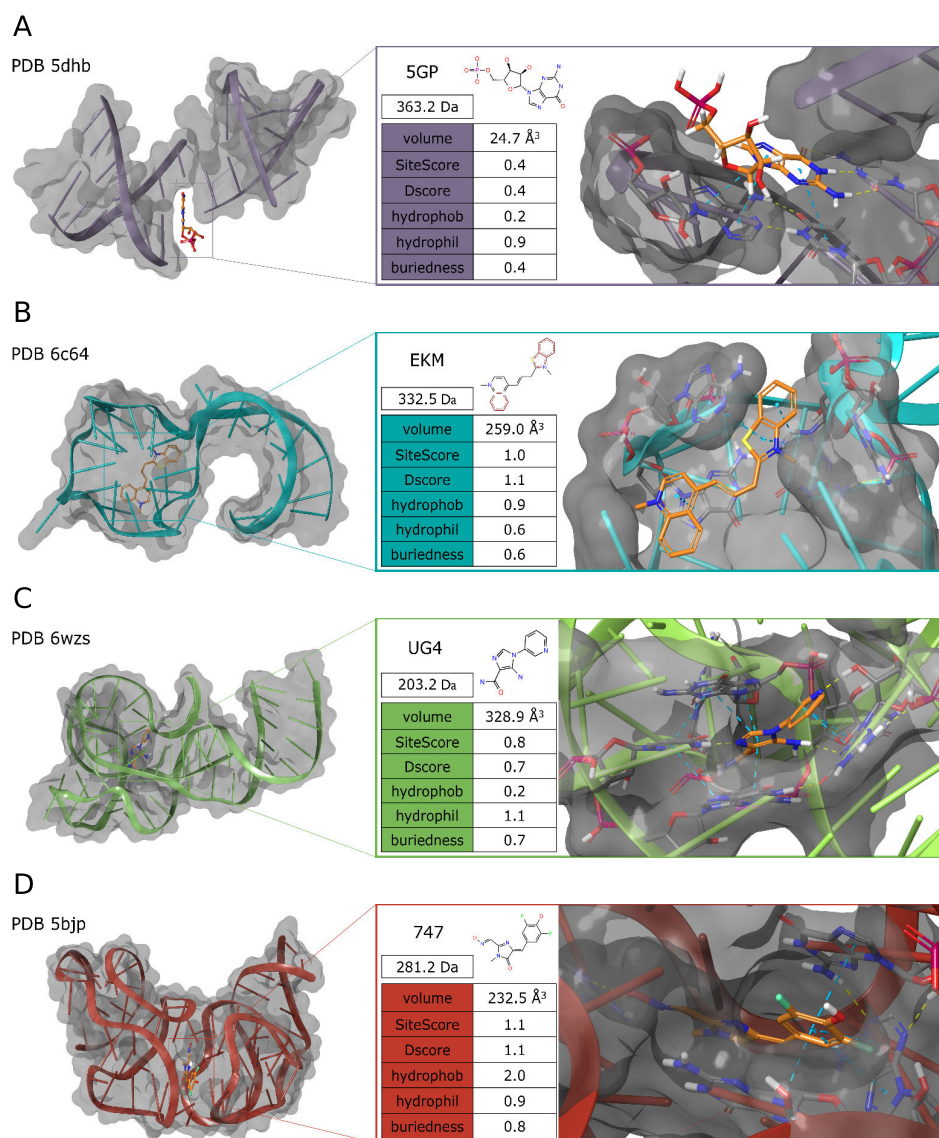 A
PDB 5dhb
5GP
363.2 Da
volume 24.7 Å³
SiteScore 0.4
Dscore 0.4
hydrophob 0.2
hydrophil 0.9
buriedness 0.4
B
PDB 6c64
EKM
332.5 Da
volume 259.0 Å³
SiteScore 1.0
Dscore 1.1
hydrophob 0.9
hydrophil 0.6
buriedness 0.6
C
PDB 6wzs
UG4
203.2 Da
volume 328.9 Å³
SiteScore 0.8
Dscore 0.7
hydrophob 0.2
hydrophil 1.1
buriedness 0.7
D
PDB 5bjp
747
281.2 Da
volume 232.5 Å³
SiteScore 1.1
Dscore 1.1
hydrophob 2.0
hydrophil 0.9
buriedness 0.8